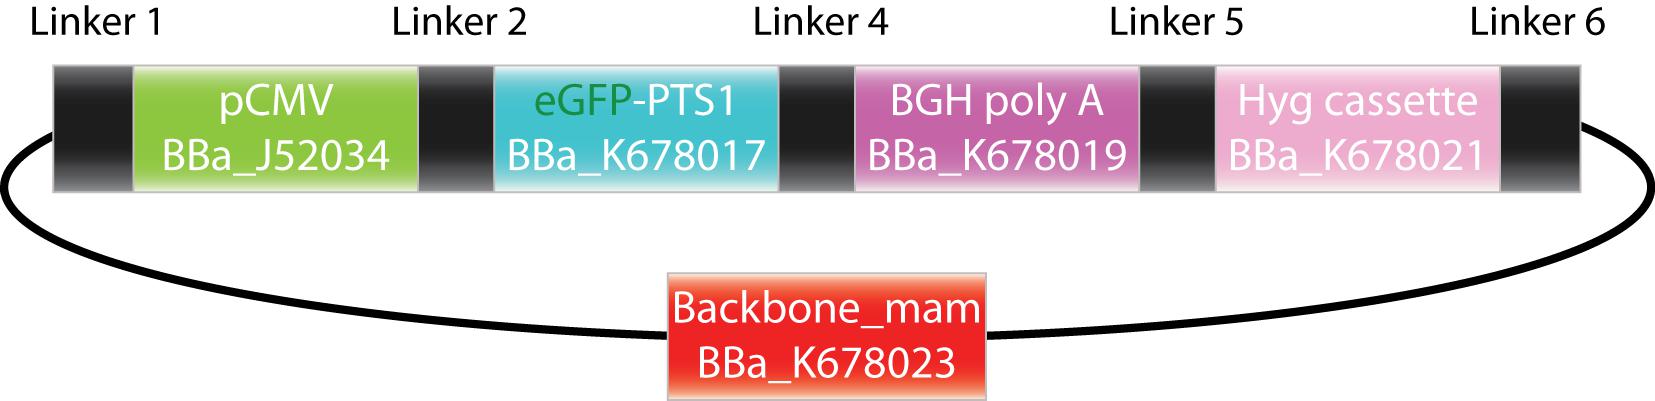 Linker 1 Linker 2 Linker 4 Linker 5 Linker 6
pCMV
BBa_J52034
eGFP-PTS1
BBa_K678017
BGH poly A
BBa_K678019
Hyg cassette
BBa_K678021
Backbone_mam
BBa_K678023